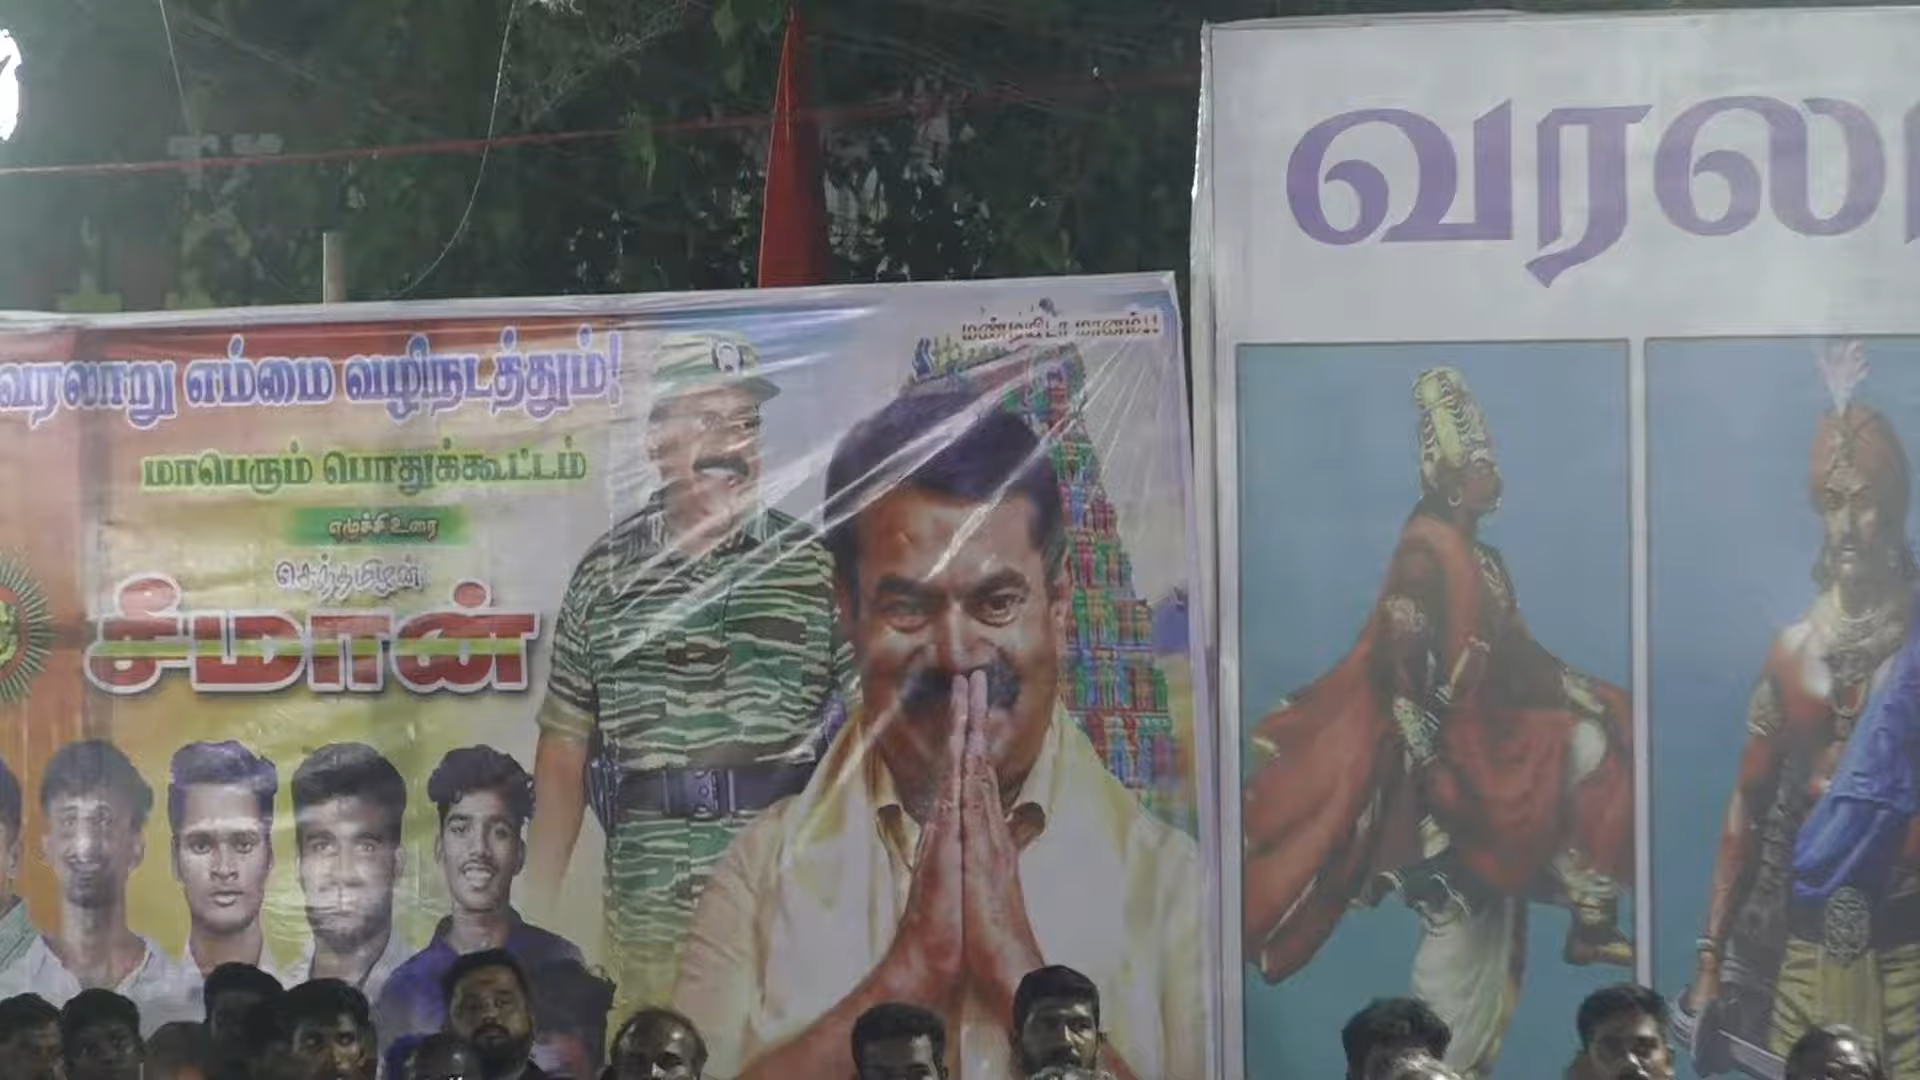 வரலாறு எம்மை வழிநடத்தும்!
மாபெரும் பொதுக்கூட்டம்
எழுச்சி உரை
செந்தமிழன்
சீமான்
மண்டியிடா மானம்!!
வரலா